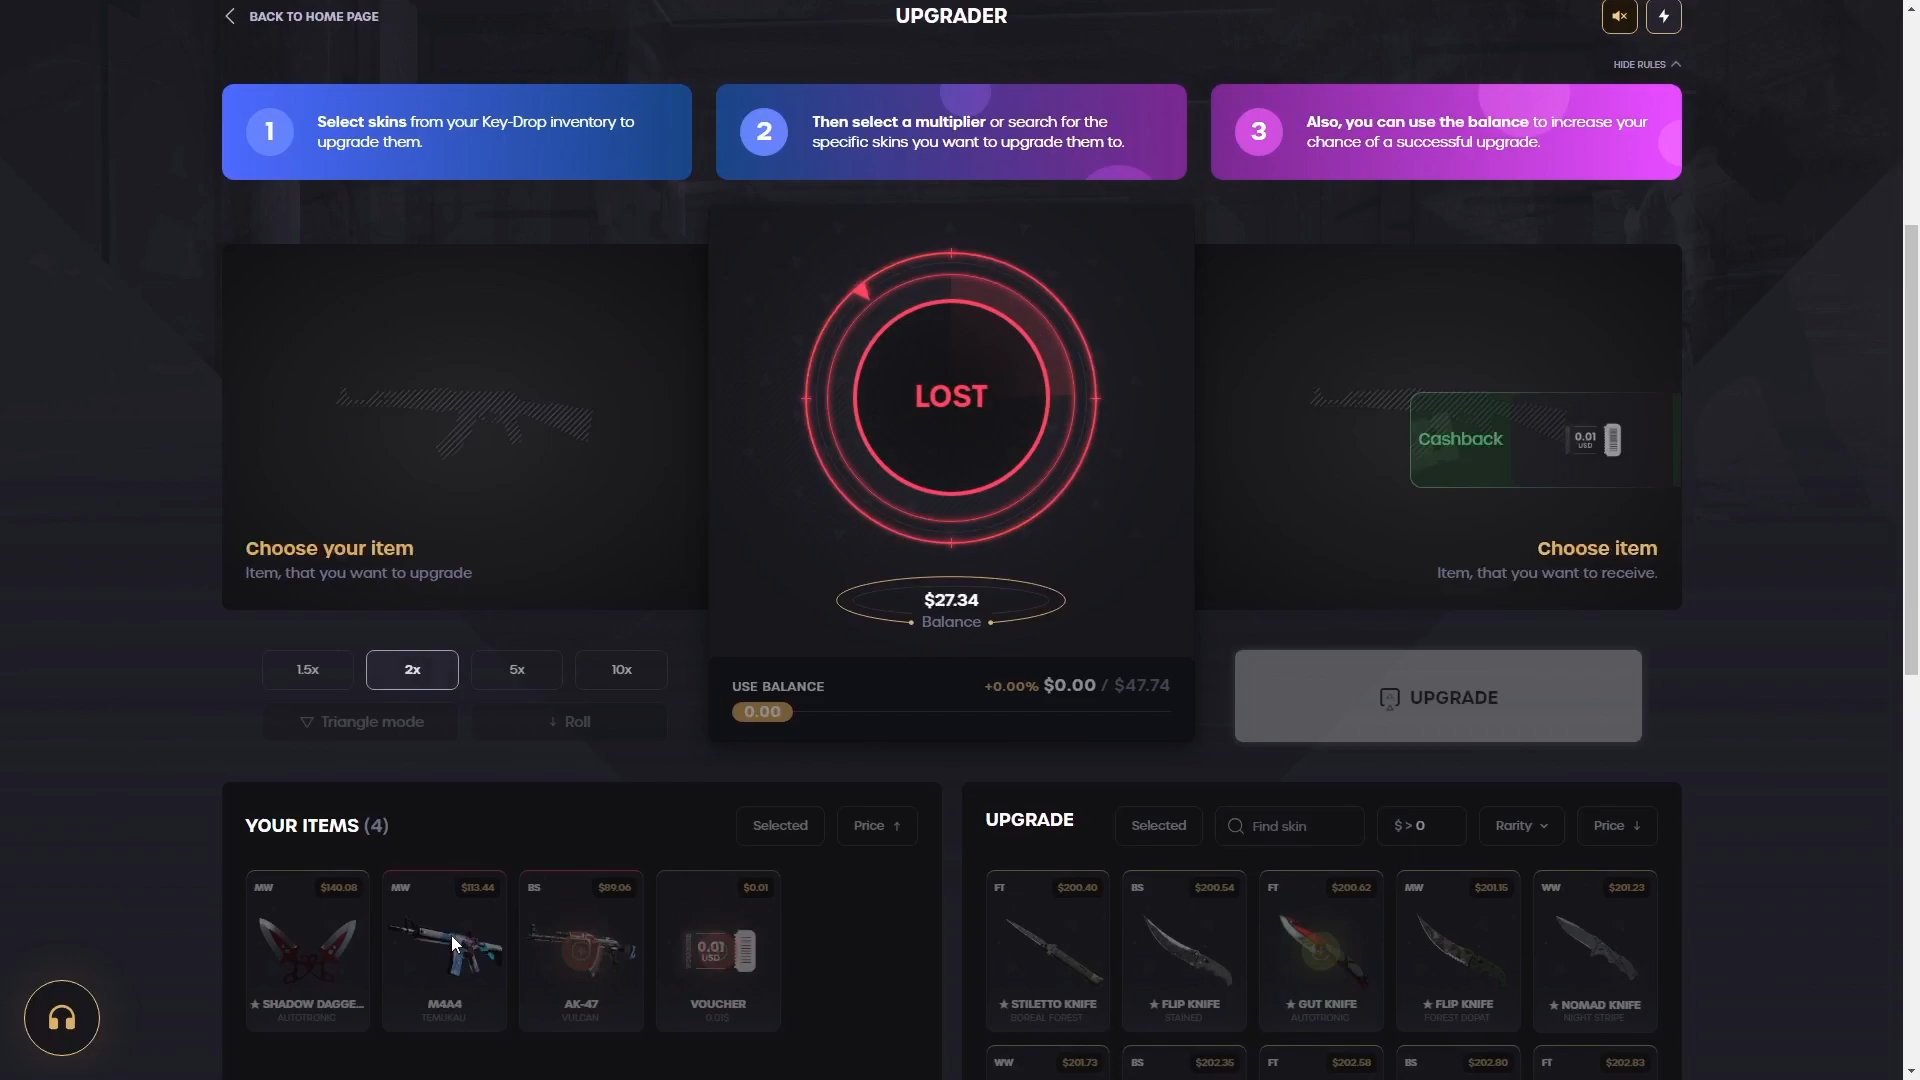 BACK TO HOME PAGE
UPGRADER
HIDE RULES
1
Select skins from your Key-Drop inventory to
upgrade them.
2
Then select a multiplier or search for the
specific skins you want to upgrade them to.
3
Also, you can use the balance to increase your
chance of a successful upgrade.
LOST
Cashback
0.01
USD
Choose your item
Item, that you want to upgrade
Choose item
Item, that you want to receive.
$27.34
Balance
1.5x
2x
5x
10x
Triangle mode
Roll
USE BALANCE
+0.00% $0.00 / $47.74
0.00
UPGRADE
YOUR ITEMS (4)
Selected
Price
MW
$140.08
★ SHADOW DAGGE...
AUTOTRONIC
MW
$113.44
M4A4
TEMUKAU
BS
$89.06
AK-47
VULCAN
$0.01
0.01
USD
VOUCHER
0.01$
UPGRADE
Selected
Find skin
$ > 0
Rarity
Price
FT
$200.40
★ STILETTO KNIFE
BOREAL FOREST
BS
$200.54
★ FLIP KNIFE
STAINED
FT
$200.62
★ GUT KNIFE
AUTOTRONIC
MW
$201.15
★ FLIP KNIFE
FOREST DDPAT
WW
$201.23
★ NOMAD KNIFE
NIGHT STRIPE
WW
$201.73
BS
$202.35
FT
$202.58
BS
$202.80
FT
$202.83